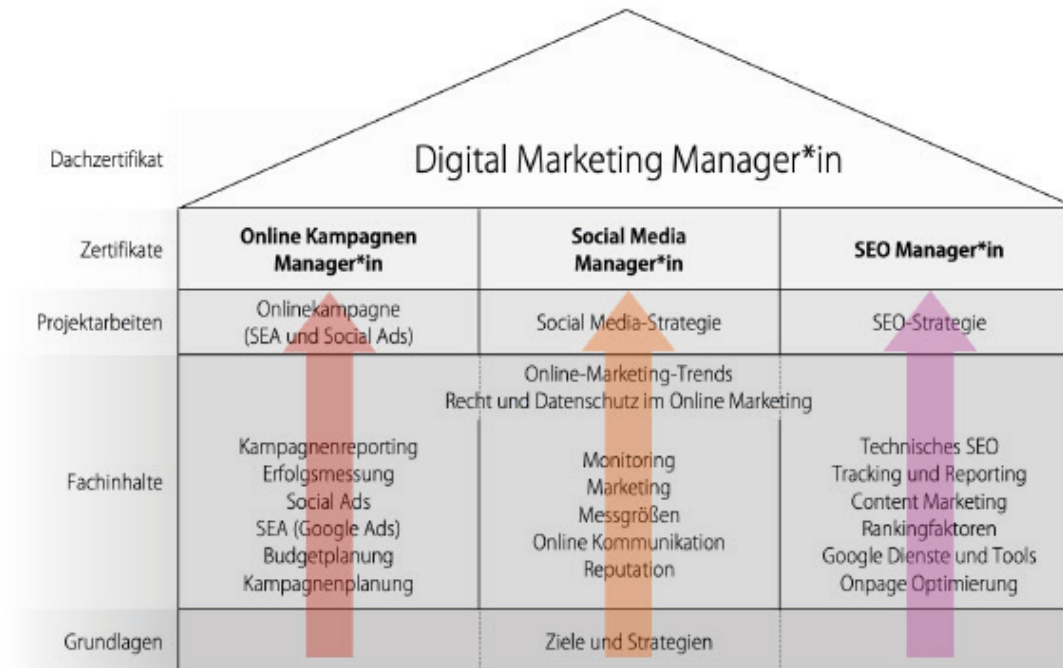 Dachzertifikat
Digital Marketing Manager*in
Zertifikate
Online Kampagnen
Manager*in
Social Media
Manager*in
SEO Manager*in
Projektarbeiten
Onlinekampagne
(SEA und Social Ads)
Social Media-Strategie
SEO-Strategie
Fachinhalte
Online-Marketing-Trends
Recht und Datenschutz im Online Marketing
Kampagnenreporting
Erfolgsmessung
Social Ads
SEA (Google Ads)
Budgetplanung
Kampagnenplanung
Monitoring
Marketing
Messgrößen
Online Kommunikation
Reputation
Technisches SEO
Tracking und Reporting
Content Marketing
Rankingfaktoren
Google Dienste und Tools
Onpage Optimierung
Grundlagen
Ziele und Strategien